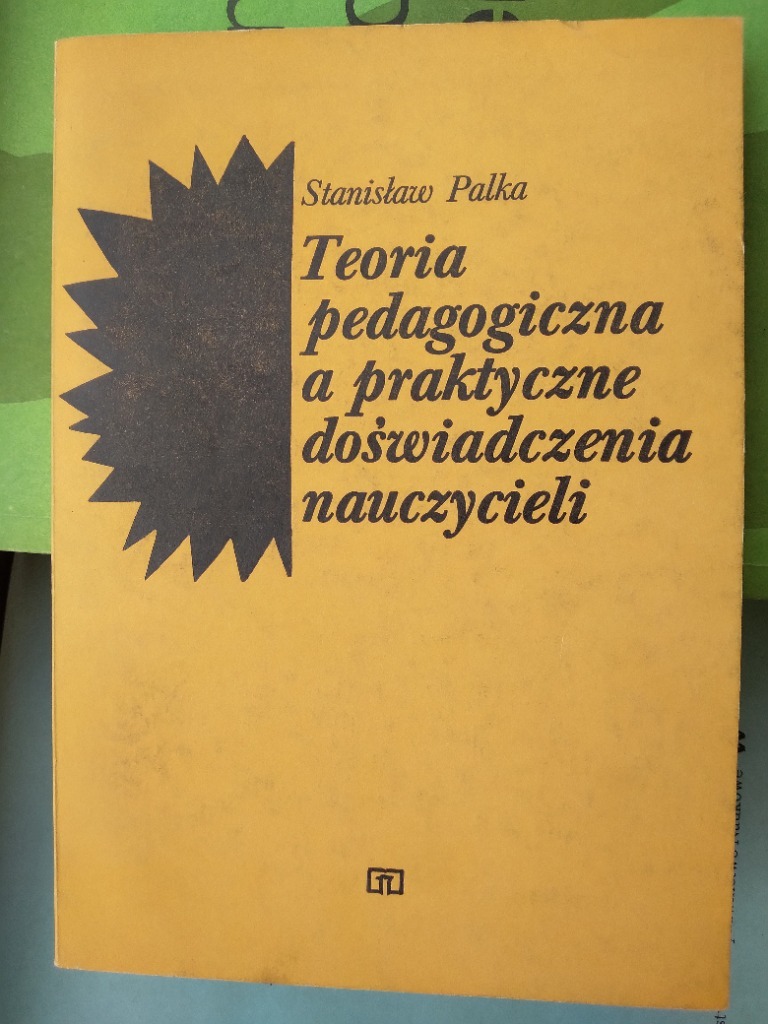 Stanisław Palka
Teoria
pedagogiczna
a praktyczne
doświadczenia
nauczycieli